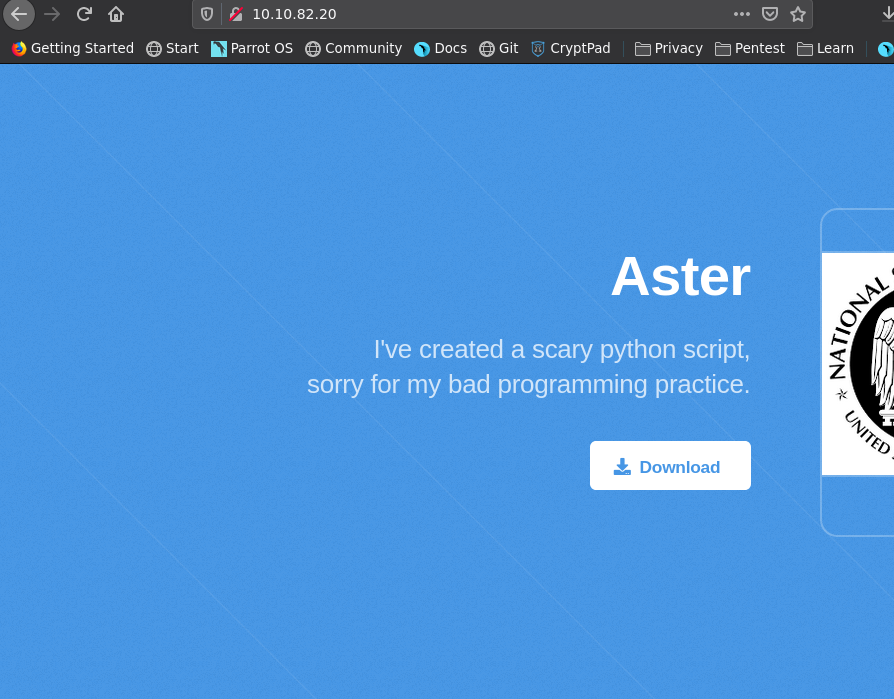 10.10.82.20
Getting Started Start Parrot OS Community Docs Git CryptPad Privacy Pentest Learn
Aster
I've created a scary python script,
sorry for my bad programming practice.
Download
NATIONAL
UNITED